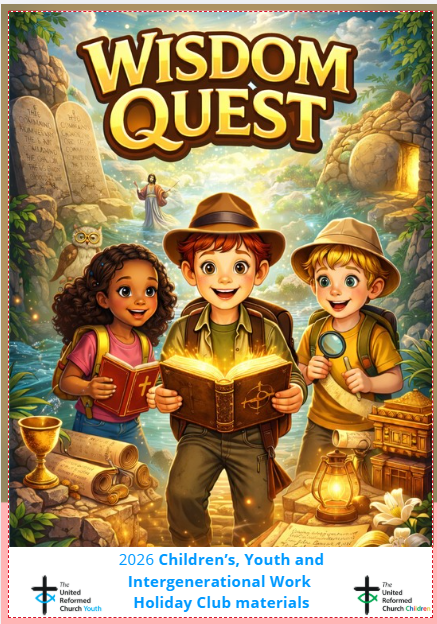 WISDOM
QUEST
2026 Children's, Youth and
Intergenerational Work
Holiday Club materials
The
United
Reformed
Church Youth
The
United
Reformed
Church Children